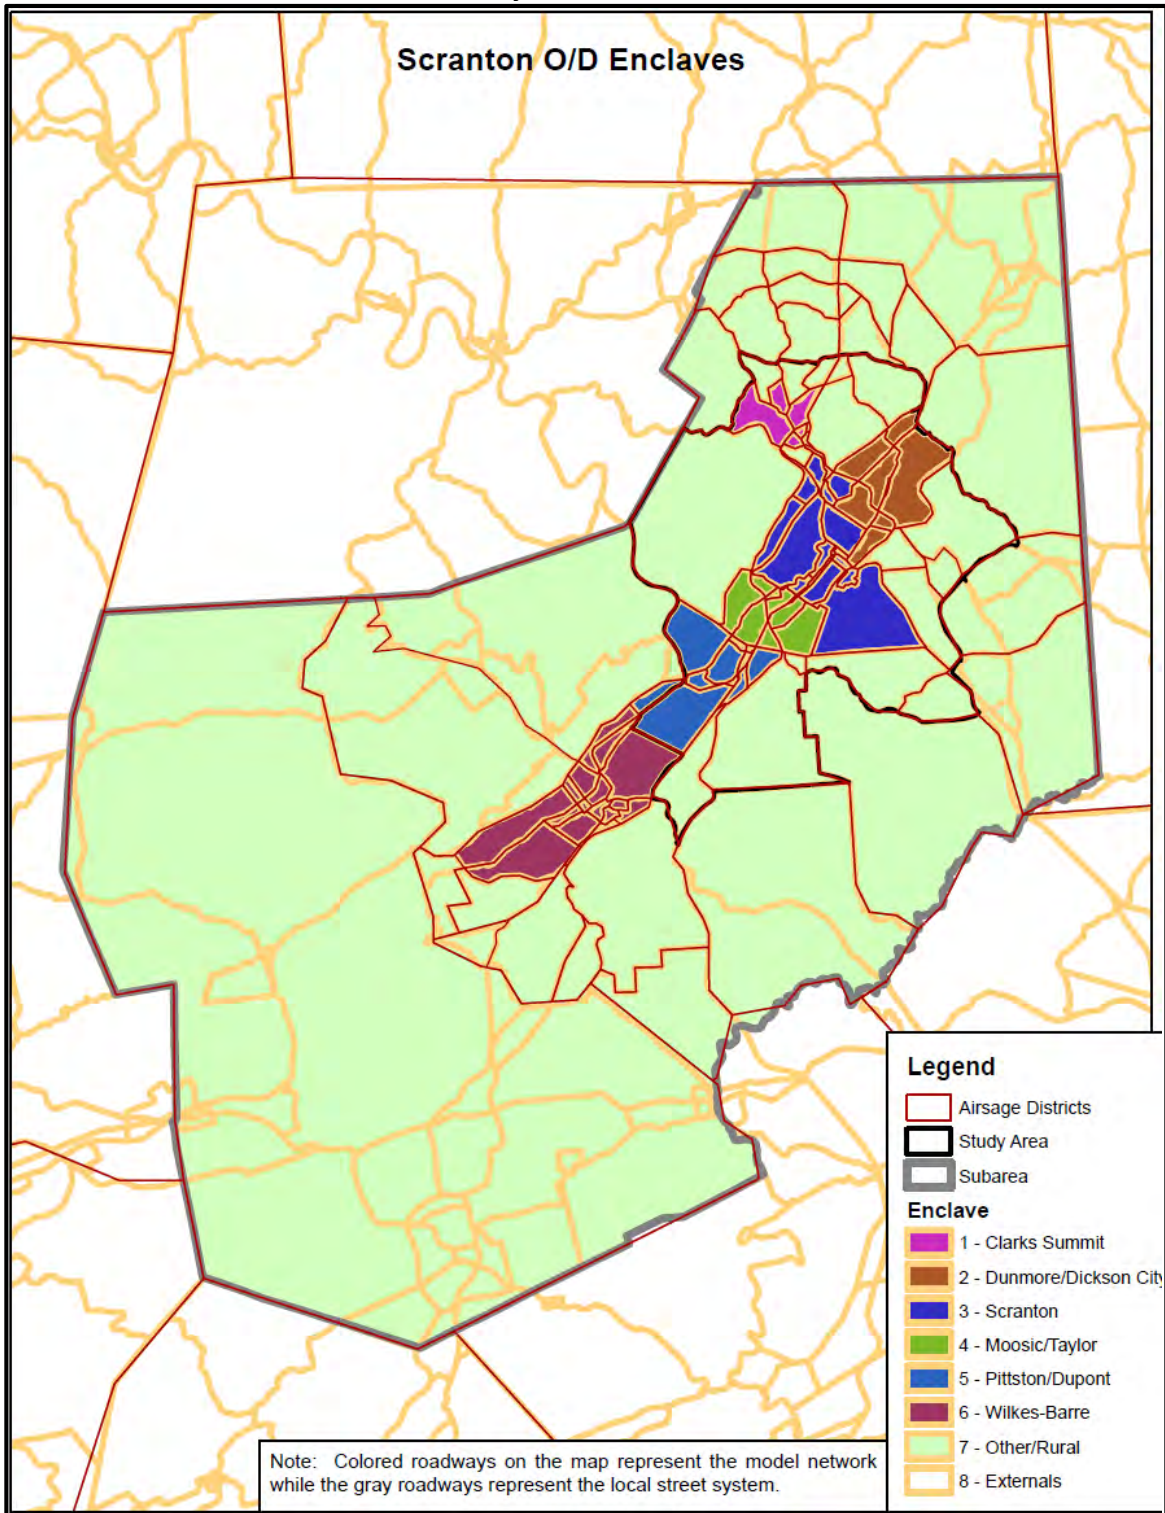 Scranton O/D Enclaves
Legend
Airsage Districts
Study Area
Subarea
Enclave
1 - Clarks Summit
2 - Dunmore/Dickson City
3 - Scranton
4 - Moosic/Taylor
5 - Pittston/Dupont
6 - Wilkes-Barre
7 - Other/Rural
8 - Externals
Note: Colored roadways on the map represent the model network
while the gray roadways represent the local street system.